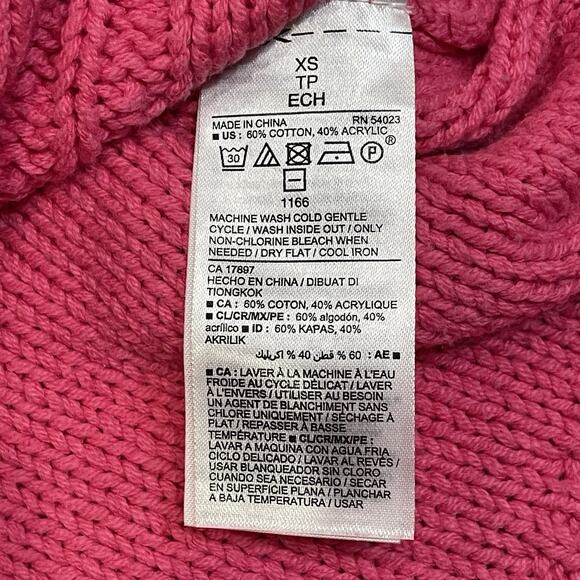 XS
TP
ECH
MADE IN CHINA RN 54023
■ US : 60% COTTON, 40% ACRYLIC
30 P ®
1166
MACHINE WASH COLD GENTLE
CYCLE / WASH INSIDE OUT / ONLY
NON-CHLORINE BLEACH WHEN
NEEDED / DRY FLAT / COOL IRON
CA 17897
HECHO EN CHINA / DIBUAT DI
TIONGKOK
■ CA : 60% COTON, 40% ACRYLIQUE
■ CL/CR/MX/PE : 60% algodón, 40%
acrílico ■ ID : 60% KAPAS, 40%
AKRILIK
■ AE : 60 % قطن 40 % اكريليك
■ CA : LAVER À LA MACHINE À L'EAU
FROIDE AU CYCLE DÉLICAT / LAVER
À L'ENVERS / UTILISER AU BESOIN
UN AGENT DE BLANCHIMENT SANS
CHLORE UNIQUEMENT / SÉCHAGE À
PLAT / REPASSER À BASSE
TEMPÉRATURE ■ CL/CR/MX/PE :
LAVAR A MAQUINA CON AGUA FRIA
CICLO DELICADO / LAVAR AL REVÉS /
USAR BLANQUEADOR SIN CLORO
CUANDO SEA NECESARIO / SECAR
EN SUPERFICIE PLANA / PLANCHAR
A BAJA TEMPERATURA / USAR